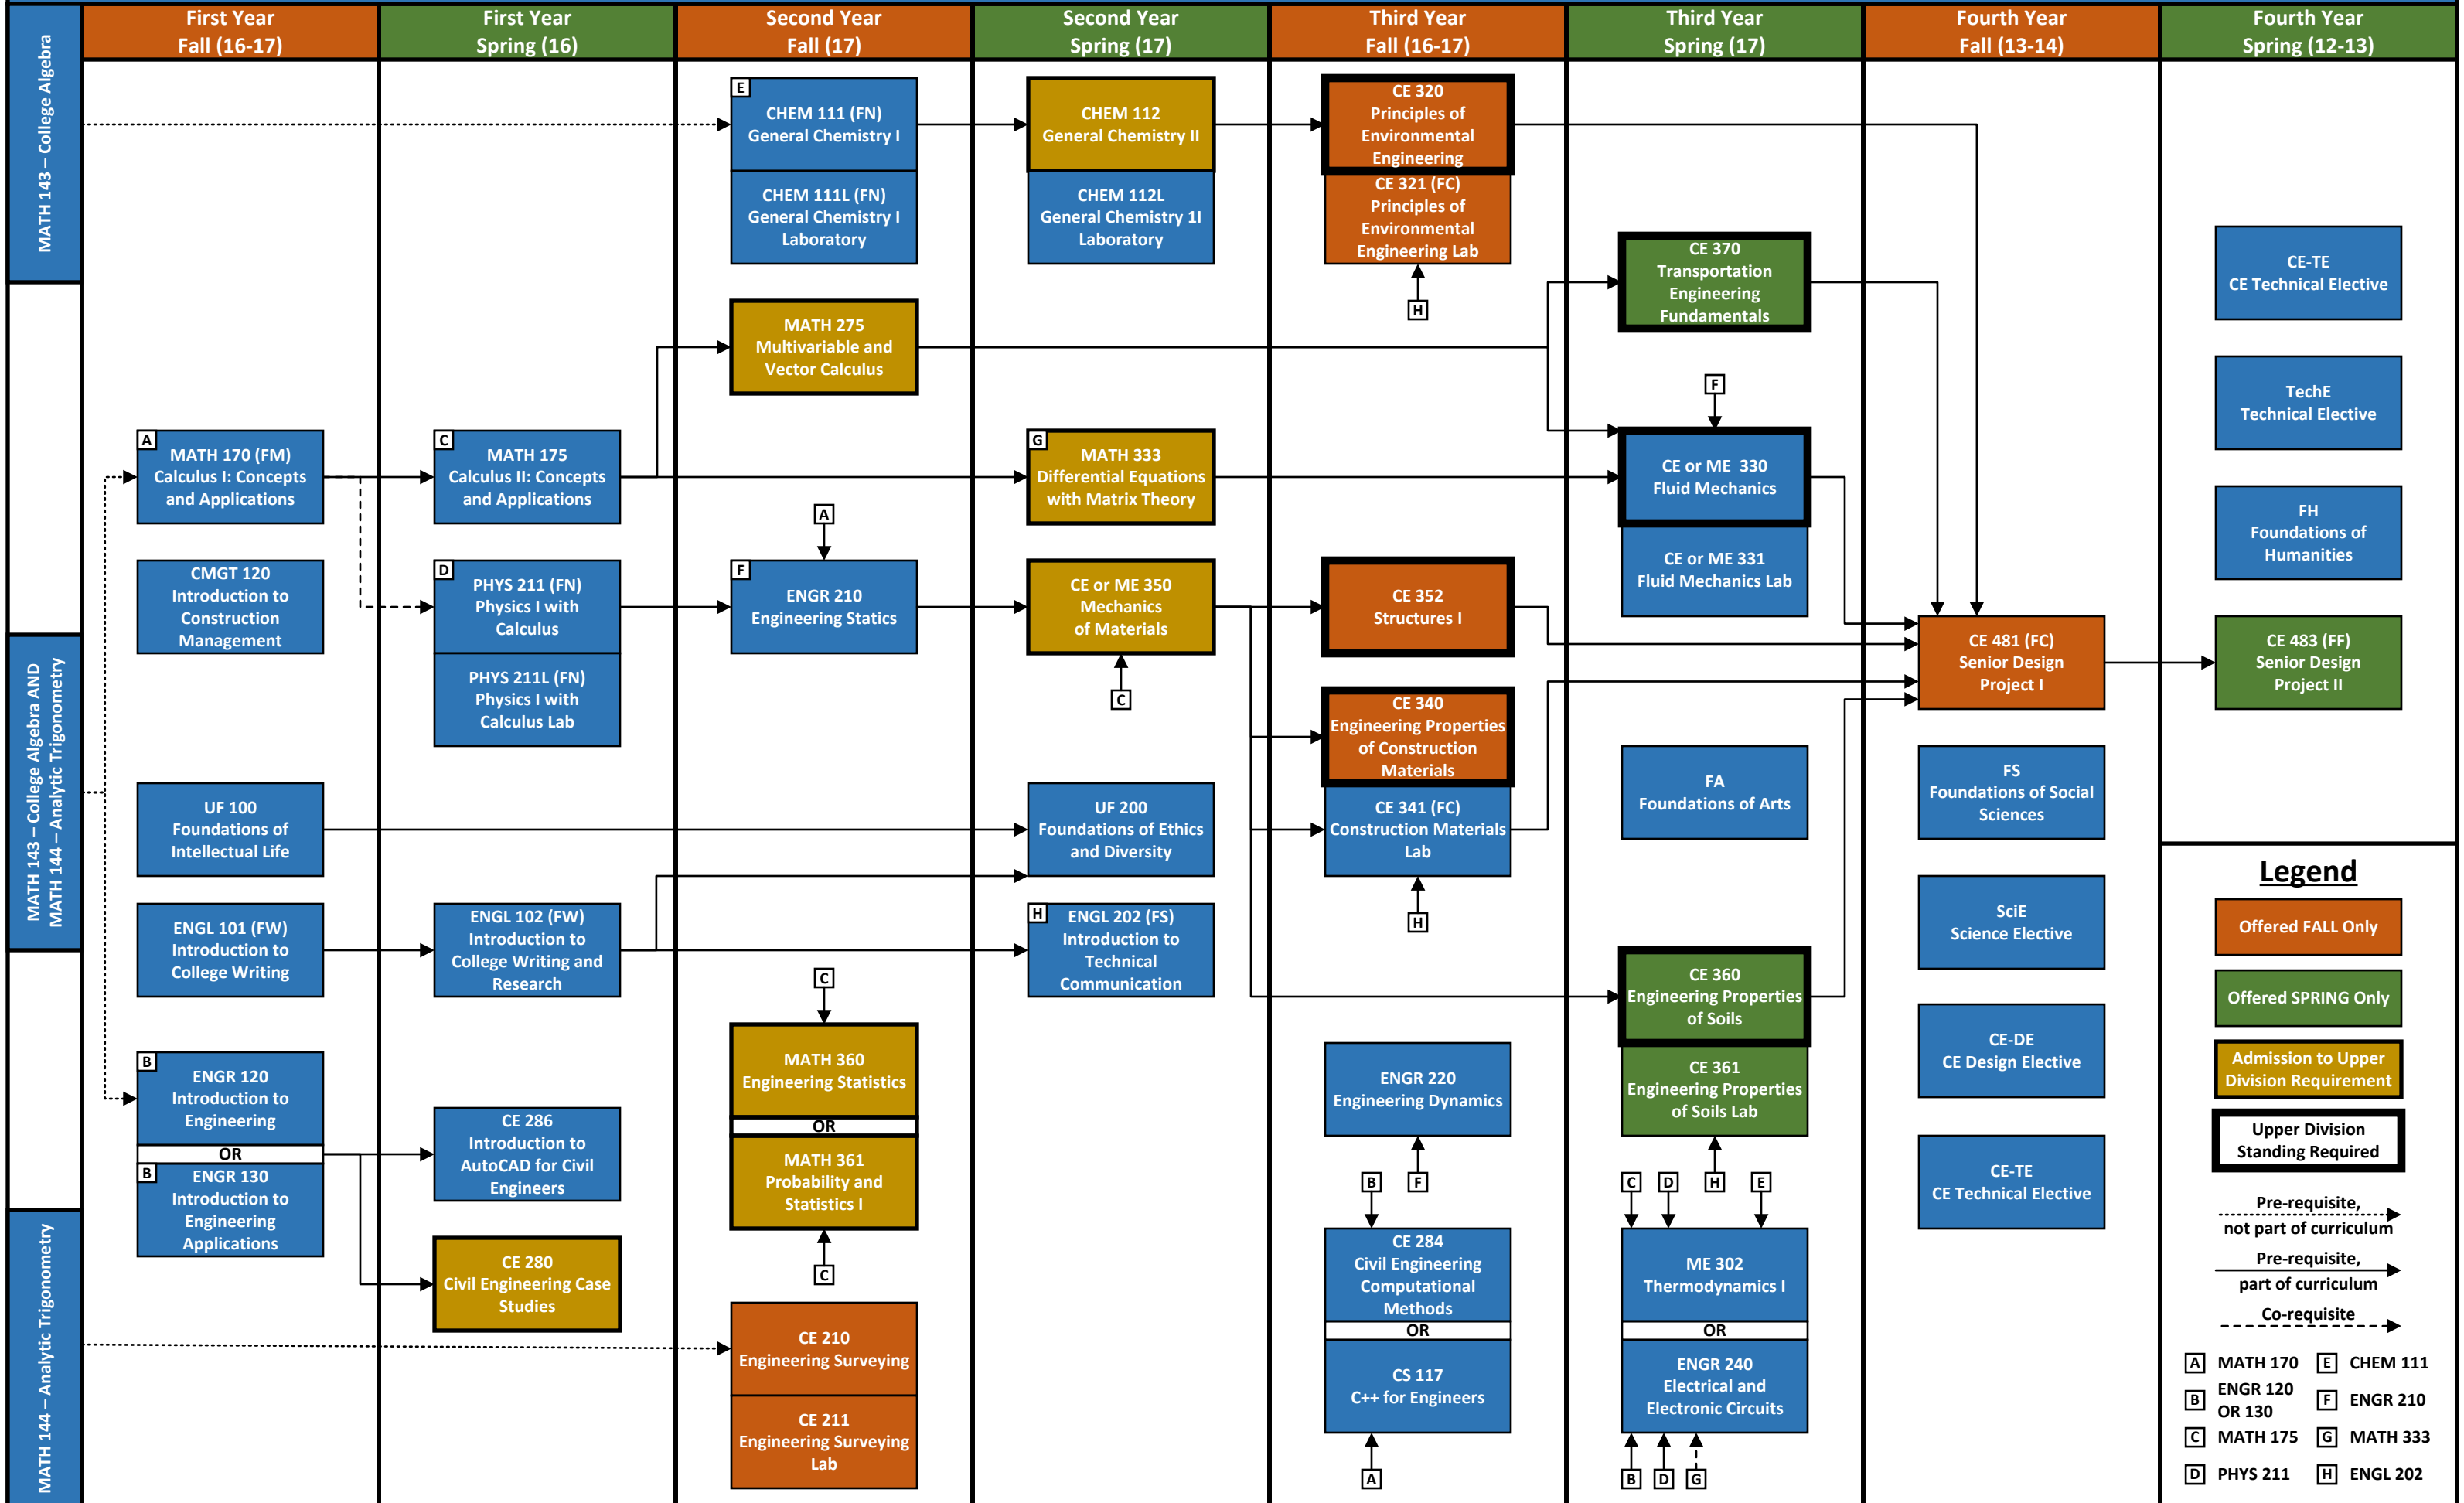 First Year
Fall (16-17)
First Year
Spring (16)
Second Year
Fall (17)
Second Year
Spring (17)
Third Year
Fall (16-17)
Third Year
Spring (17)
Fourth Year
Fall (13-14)
Fourth Year
Spring (12-13)
MATH 143 – College Algebra
MATH 143 – College Algebra AND
MATH 144 – Analytic Trigonometry
MATH 144 – Analytic Trigonometry
A
MATH 170 (FM)
Calculus I: Concepts
and Applications
CMGT 120
Introduction to
Construction
Management
UF 100
Foundations of
Intellectual Life
ENGL 101 (FW)
Introduction to
College Writing
B
ENGR 120
Introduction to
Engineering
OR
B
ENGR 130
Introduction to
Engineering
Applications
C
MATH 175
Calculus II: Concepts
and Applications
D
PHYS 211 (FN)
Physics I with
Calculus
PHYS 211L (FN)
Physics I with
Calculus Lab
ENGL 102 (FW)
Introduction to
College Writing and
Research
CE 286
Introduction to
AutoCAD for Civil
Engineers
CE 280
Civil Engineering Case
Studies
E
CHEM 111 (FN)
General Chemistry I
CHEM 111L (FN)
General Chemistry I
Laboratory
MATH 275
Multivariable and
Vector Calculus
A
F
ENGR 210
Engineering Statics
C
MATH 360
Engineering Statistics
OR
MATH 361
Probability and
Statistics I
C
CE 210
Engineering Surveying
CE 211
Engineering Surveying
Lab
CHEM 112
General Chemistry II
CHEM 112L
General Chemistry 1I
Laboratory
G
MATH 333
Differential Equations
with Matrix Theory
CE or ME 350
Mechanics
of Materials
C
UF 200
Foundations of Ethics
and Diversity
H
ENGL 202 (FS)
Introduction to
Technical
Communication
CE 320
Principles of
Environmental
Engineering
CE 321 (FC)
Principles of
Environmental
Engineering Lab
H
CE 352
Structures I
CE 340
Engineering Properties
of Construction
Materials
CE 341 (FC)
Construction Materials
Lab
H
ENGR 220
Engineering Dynamics
B
F
CE 284
Civil Engineering
Computational
Methods
OR
CS 117
C++ for Engineers
A
CE 370
Transportation
Engineering
Fundamentals
F
CE or ME  330
Fluid Mechanics
CE or ME 331
Fluid Mechanics Lab
FA
Foundations of Arts
CE 360
Engineering Properties
of Soils
CE 361
Engineering Properties
of Soils Lab
C
D
H
E
ME 302
Thermodynamics I
OR
ENGR 240
Electrical and
Electronic Circuits
B
D
G
CE 481 (FC)
Senior Design
Project I
FS
Foundations of Social
Sciences
SciE
Science Elective
CE-DE
CE Design Elective
CE-TE
CE Technical Elective
CE-TE
CE Technical Elective
TechE
Technical Elective
FH
Foundations of
Humanities
CE 483 (FF)
Senior Design
Project II
Legend
Offered FALL Only
Offered SPRING Only
Admission to Upper
Division Requirement
Upper Division
Standing Required
Pre-requisite,
not part of curriculum
Pre-requisite,
part of curriculum
Co-requisite
A MATH 170 E CHEM 111
B ENGR 120 OR 130 F ENGR 210
C MATH 175 G MATH 333
D PHYS 211 H ENGL 202